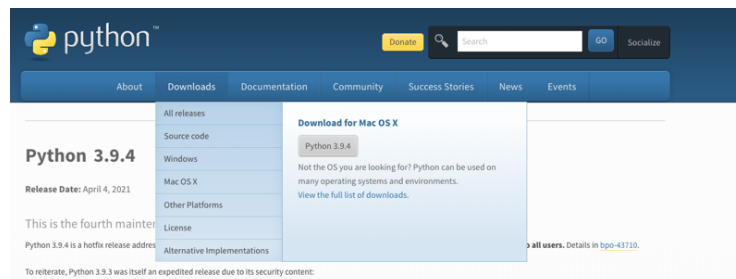 python™
Donate
Search
GO
Socialize
About Downloads Documentation Community Success Stories News Events
All releases
Source code
Windows
Mac OS X
Other Platforms
License
Alternative Implementations
Download for Mac OS X
Python 3.9.4
Not the OS you are looking for? Python can be used on
many operating systems and environments.
View the full list of downloads.
Python 3.9.4
Release Date: April 4, 2021
This is the fourth mainte
Python 3.9.4 is a hotfix release addres
all users. Details in bpo-43710.
To reiterate, Python 3.9.3 was itself an expedited release due to its security content: